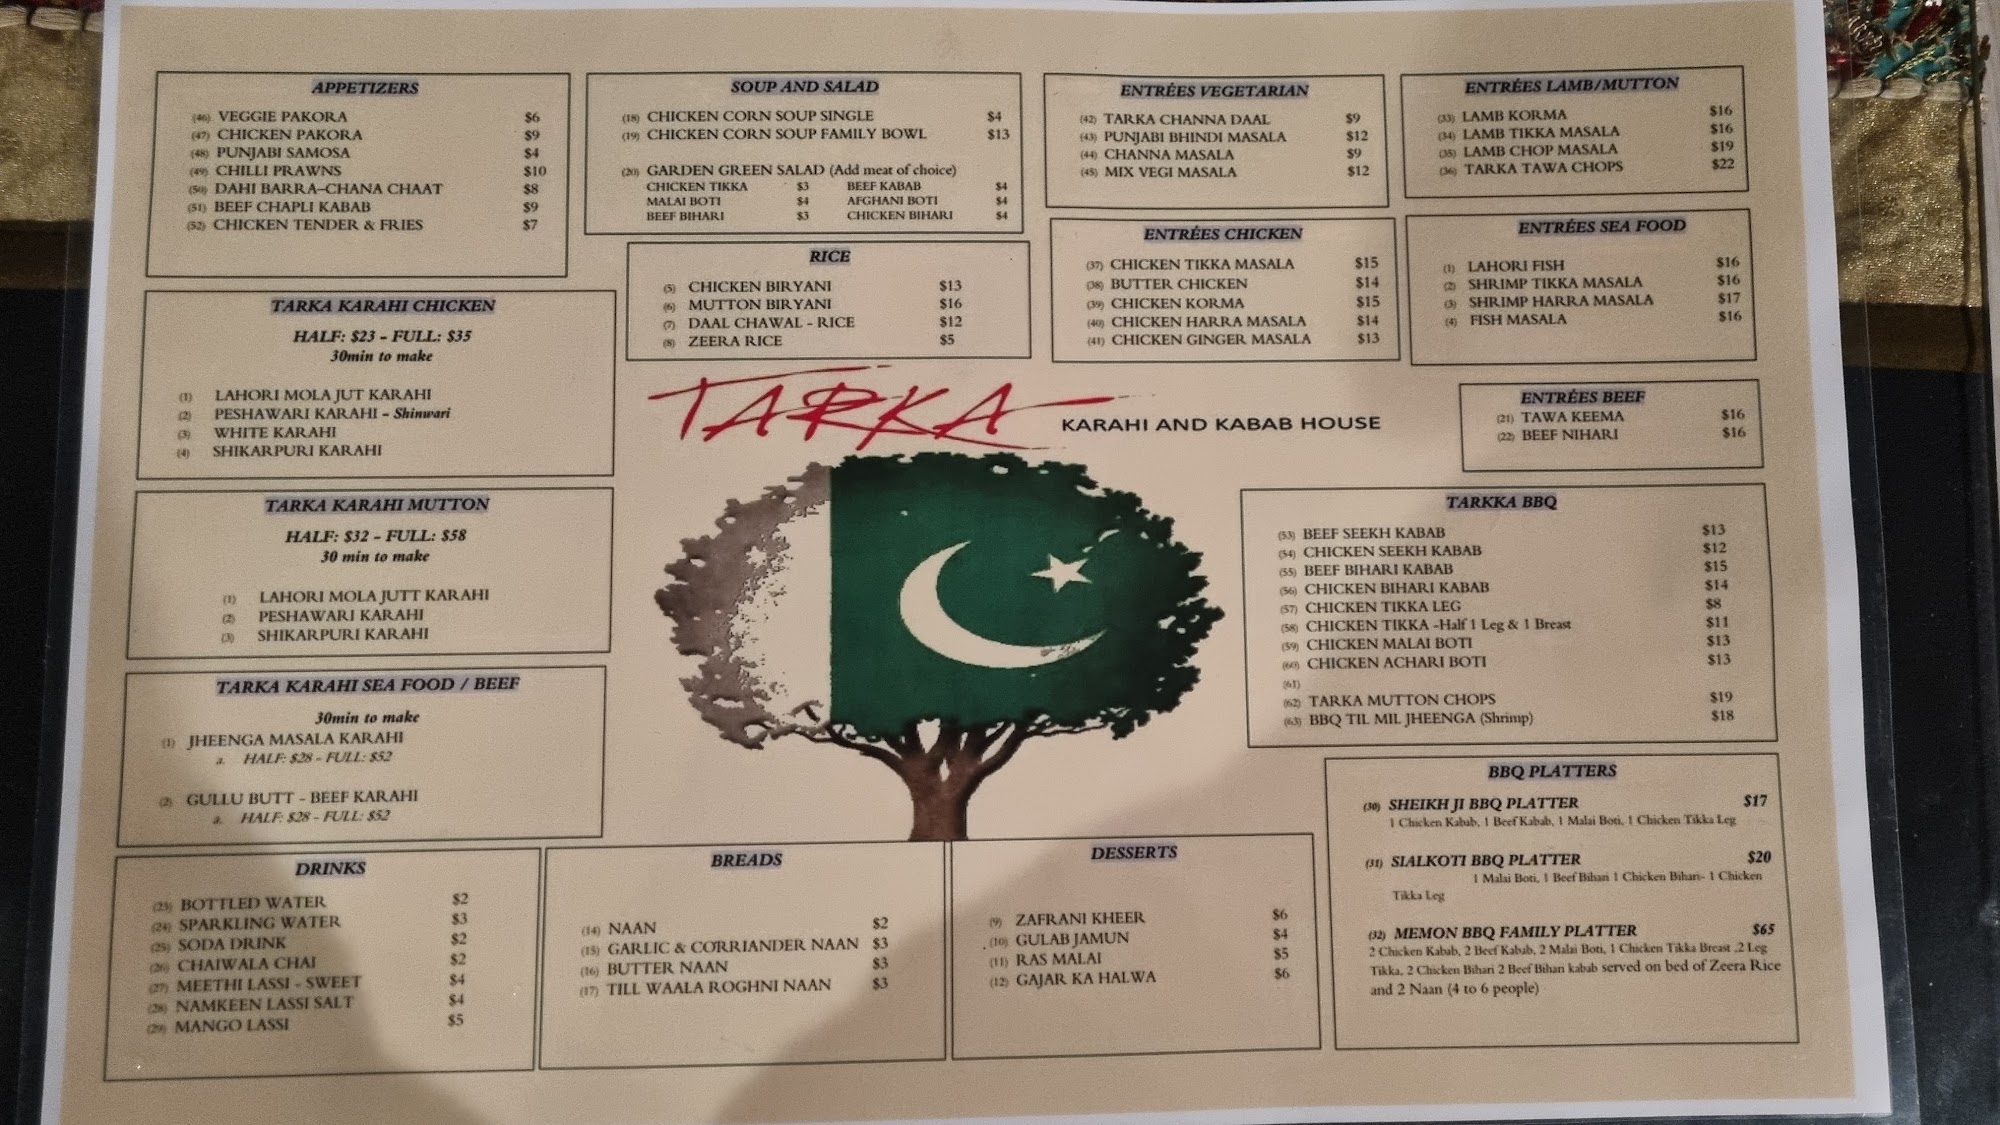 APPETIZERS
(46) VEGGIE PAKORA $6
(47) CHICKEN PAKORA $9
(48) PUNJABI SAMOSA $4
(49) CHILLI PRAWNS $10
(50) DAHI BARRA-CHANA CHAAT $8
(51) BEEF CHAPLI KABAB $9
(52) CHICKEN TENDER & FRIES $7
SOUP AND SALAD
(18) CHICKEN CORN SOUP SINGLE $4
(19) CHICKEN CORN SOUP FAMILY BOWL $13
(20) GARDEN GREEN SALAD (Add meat of choice)
CHICKEN TIKKA $3 BEEF KABAB $4
MALAI BOTI $4 AFGHANI BOTI $4
BEEF BIHARI $3 CHICKEN BIHARI $4
ENTRÉES VEGETARIAN
(42) TARKA CHANNA DAAL $9
(43) PUNJABI BHINDI MASALA $12
(44) CHANNA MASALA $9
(45) MIX VEGI MASALA $12
ENTRÉES LAMB/MUTTON
(33) LAMB KORMA $16
(34) LAMB TIKKA MASALA $16
(35) LAMB CHOP MASALA $19
(36) TARKA TAWA CHOPS $22
RICE
(5) CHICKEN BIRYANI $13
(6) MUTTON BIRYANI $16
(7) DAAL CHAWAL - RICE $12
(8) ZEERA RICE $5
ENTRÉES CHICKEN
(37) CHICKEN TIKKA MASALA $15
(38) BUTTER CHICKEN $14
(39) CHICKEN KORMA $15
(40) CHICKEN HARRA MASALA $14
(41) CHICKEN GINGER MASALA $13
ENTRÉES SEA FOOD
(1) LAHORI FISH $16
(2) SHRIMP TIKKA MASALA $16
(3) SHRIMP HARRA MASALA $17
(4) FISH MASALA $16
TARKA KARAHI CHICKEN
HALF: $23 - FULL: $35
30min to make
(1) LAHORI MOLA JUT KARAHI
(2) PESHAWARI KARAHI - Shinwari
(3) WHITE KARAHI
(4) SHIKARPURI KARAHI
TARKA
KARAHI AND KABAB HOUSE
ENTRÉES BEEF
(21) TAWA KEEMA $16
(22) BEEF NIHARI $16
TARKA KARAHI MUTTON
HALF: $32 - FULL: $58
30 min to make
(1) LAHORI MOLA JUTT KARAHI
(2) PESHAWARI KARAHI
(3) SHIKARPURI KARAHI
TARKKA BBQ
(53) BEEF SEEKH KABAB $13
(54) CHICKEN SEEKH KABAB $12
(55) BEEF BIHARI KABAB $15
(56) CHICKEN BIHARI KABAB $14
(57) CHICKEN TIKKA LEG $8
(58) CHICKEN TIKKA -Half 1 Leg & 1 Breast $11
(59) CHICKEN MALAI BOTI $13
(60) CHICKEN ACHARI BOTI $13
(61)
(62) TARKA MUTTON CHOPS $19
(63) BBQ TIL MIL JHEENGA (Shrimp) $18
TARKA KARAHI SEA FOOD / BEEF
30min to make
(1) JHEENGA MASALA KARAHI
a. HALF: $28 - FULL: $52
(2) GULLU BUTT - BEEF KARAHI
a. HALF: $28 - FULL: $52
BBQ PLATTERS
(30) SHEIKH JI BBQ PLATTER $17
1 Chicken Kabab, 1 Beef Kabab, 1 Malai Boti, 1 Chicken Tikka Leg
(31) SIALKOTI BBQ PLATTER $20
1 Malai Boti, 1 Beef Bihari 1 Chicken Bihari- 1 Chicken
Tikka Leg
(32) MEMON BBQ FAMILY PLATTER $65
2 Chicken Kabab, 2 Beef Kabab, 2 Malai Boti, 1 Chicken Tikka Breast ,2 Leg
Tikka, 2 Chicken Bihari 2 Beef Bihari kabab served on bed of Zeera Rice
and 2 Naan (4 to 6 people)
DRINKS
(23) BOTTLED WATER $2
(24) SPARKLING WATER $3
(25) SODA DRINK $2
(26) CHAIWALA CHAI $2
(27) MEETHI LASSI - SWEET $4
(28) NAMKEEN LASSI SALT $4
(29) MANGO LASSI $5
BREADS
(14) NAAN $2
(15) GARLIC & CORRIANDER NAAN $3
(16) BUTTER NAAN $3
(17) TILL WAALA ROGHNI NAAN $3
DESSERTS
(9) ZAFRANI KHEER $6
(10) GULAB JAMUN $4
(11) RAS MALAI $5
(12) GAJAR KA HALWA $6